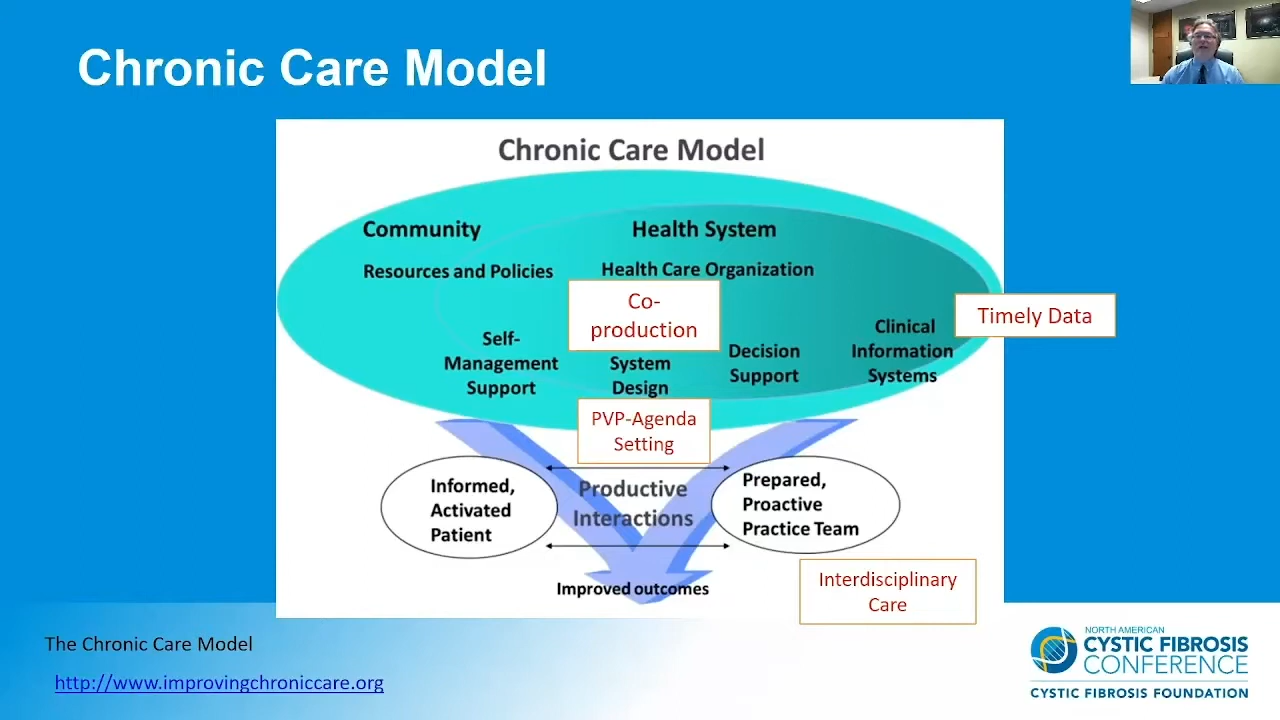 Chronic Care Model
Chronic Care Model
Community
Health System
Resources and Policies
Health Care Organization
Co-
production
Timely Data
Self-
Management
Support
System
Design
Decision
Support
Clinical
Information
Systems
PVP-Agenda
Setting
Informed,
Activated
Patient
Productive
Interactions
Prepared,
Proactive
Practice Team
Improved outcomes
Interdisciplinary
Care
The Chronic Care Model
http://www.improvingchroniccare.org
NORTH AMERICAN
CYSTIC FIBROSIS
CONFERENCE
CYSTIC FIBROSIS FOUNDATION